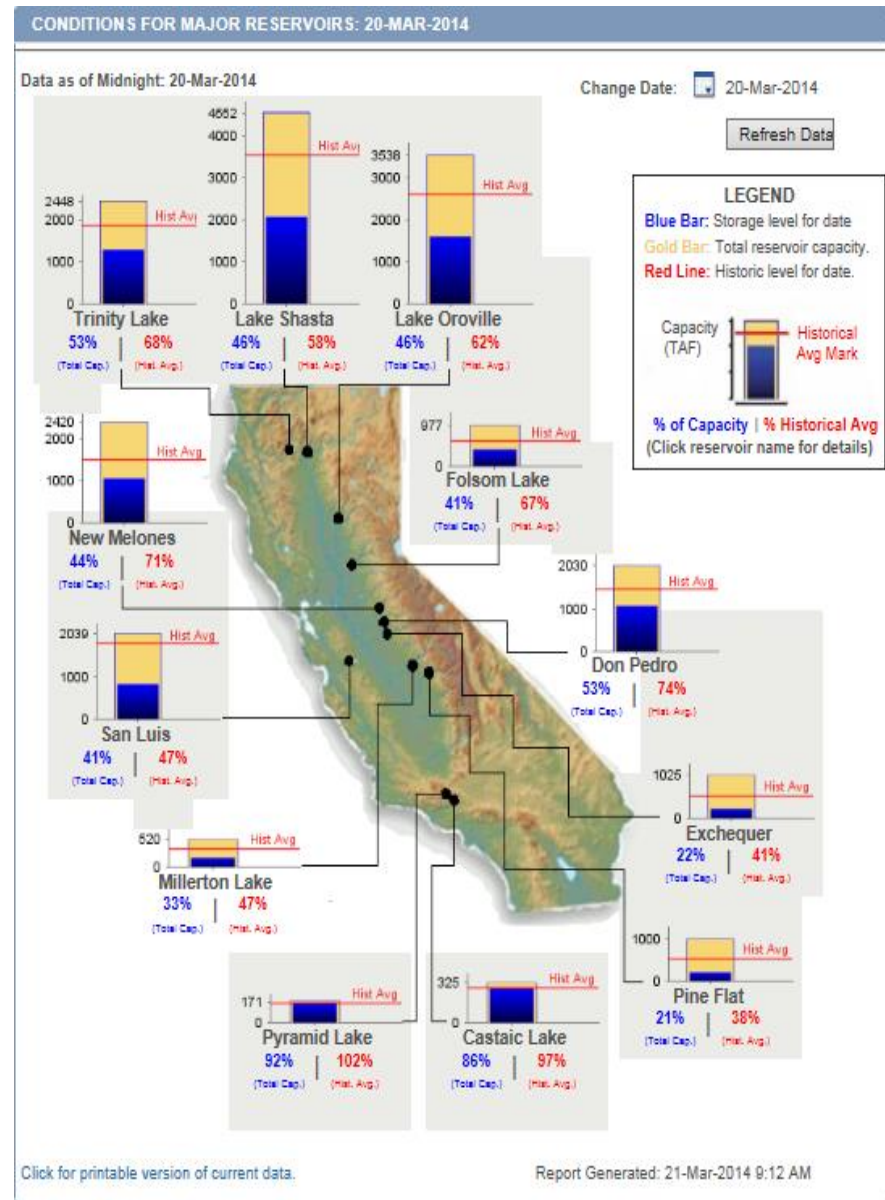 CONDITIONS FOR MAJOR RESERVOIRS: 20-MAR-2014
Data as of Midnight: 20-Mar-2014
Change Date: 20-Mar-2014
Refresh Data
LEGEND
Blue Bar: Storage level for date
Gold Bar: Total reservoir capacity.
Red Line: Historic level for date.
Capacity
(TAF)
Historical
Avg Mark
% of Capacity | % Historical Avg
(Click reservoir name for details)
2448
2000
1000
0
Hist Avg
Trinity Lake
53% | 68%
(Total Cap.) (Hist. Avg.)
4552
4000
3000
2000
1000
0
Hist Avg
Lake Shasta
46% | 58%
(Total Cap.) (Hist. Avg.)
3538
3000
2000
1000
0
Hist Avg
Lake Oroville
46% | 62%
(Total Cap.) (Hist. Avg.)
977
0
Hist Avg
Folsom Lake
41% | 67%
(Total Cap.) (Hist. Avg.)
2420
2000
1000
0
Hist Avg
New Melones
44% | 71%
(Total Cap.) (Hist. Avg.)
2030
1000
0
Hist Avg
Don Pedro
53% | 74%
(Total Cap.) (Hist. Avg.)
2039
1000
0
Hist Avg
San Luis
41% | 47%
(Total Cap.) (Hist. Avg.)
1025
0
Hist Avg
Exchequer
22% | 41%
(Total Cap.) (Hist. Avg.)
520
0
Hist Avg
Millerton Lake
33% | 47%
(Total Cap.) (Hist. Avg.)
1000
0
Hist Avg
Pine Flat
21% | 38%
(Total Cap.) (Hist. Avg.)
171
0
Hist Avg
Pyramid Lake
92% | 102%
(Total Cap.) (Hist. Avg.)
325
0
Hist Avg
Castaic Lake
86% | 97%
(Total Cap.) (Hist. Avg.)
Click for printable version of current data.
Report Generated: 21-Mar-2014 9:12 AM